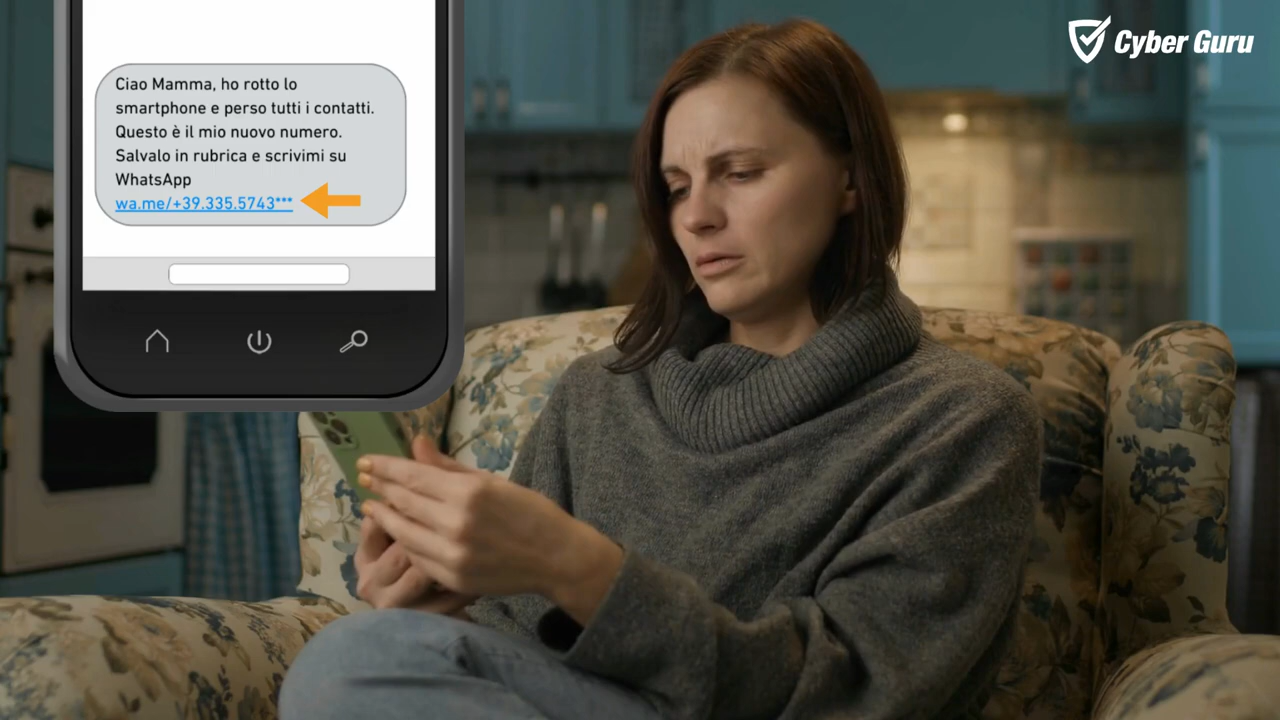 Ciao Mamma, ho rotto lo
smartphone e perso tutti i contatti.
Questo è il mio nuovo numero.
Salvalo in rubrica e scrivimi su
WhatsApp
wa.me/+39.335.5743***
Cyber Guru